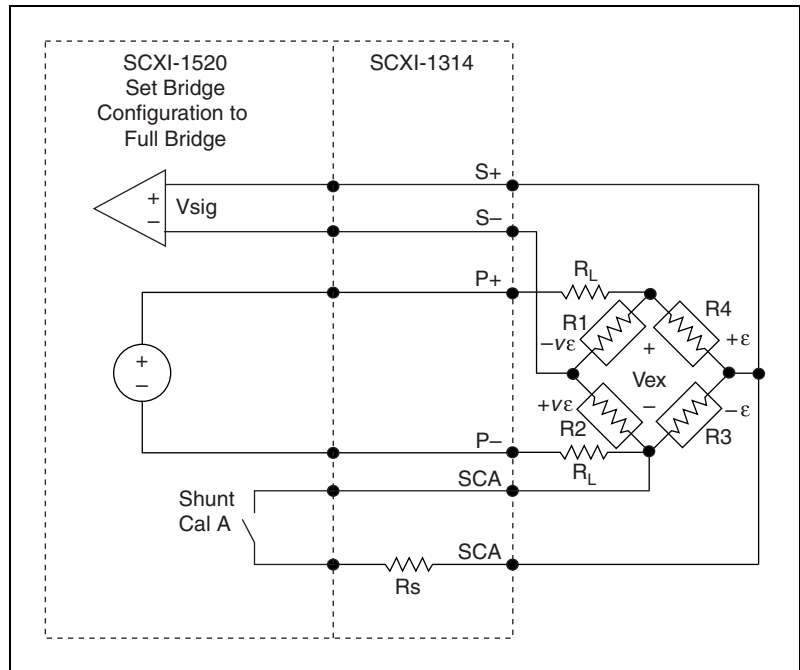 SCXI-1520
Set Bridge
Configuration to
Full Bridge
SCXI-1314
S+
+
Vsig
–
S–
P+
RL
R1
R4
–νε
+ε
+
+
Vex
–
+νε
–
–ε
R2
R3
P–
RL
SCA
Shunt
Cal A
SCA
Rs